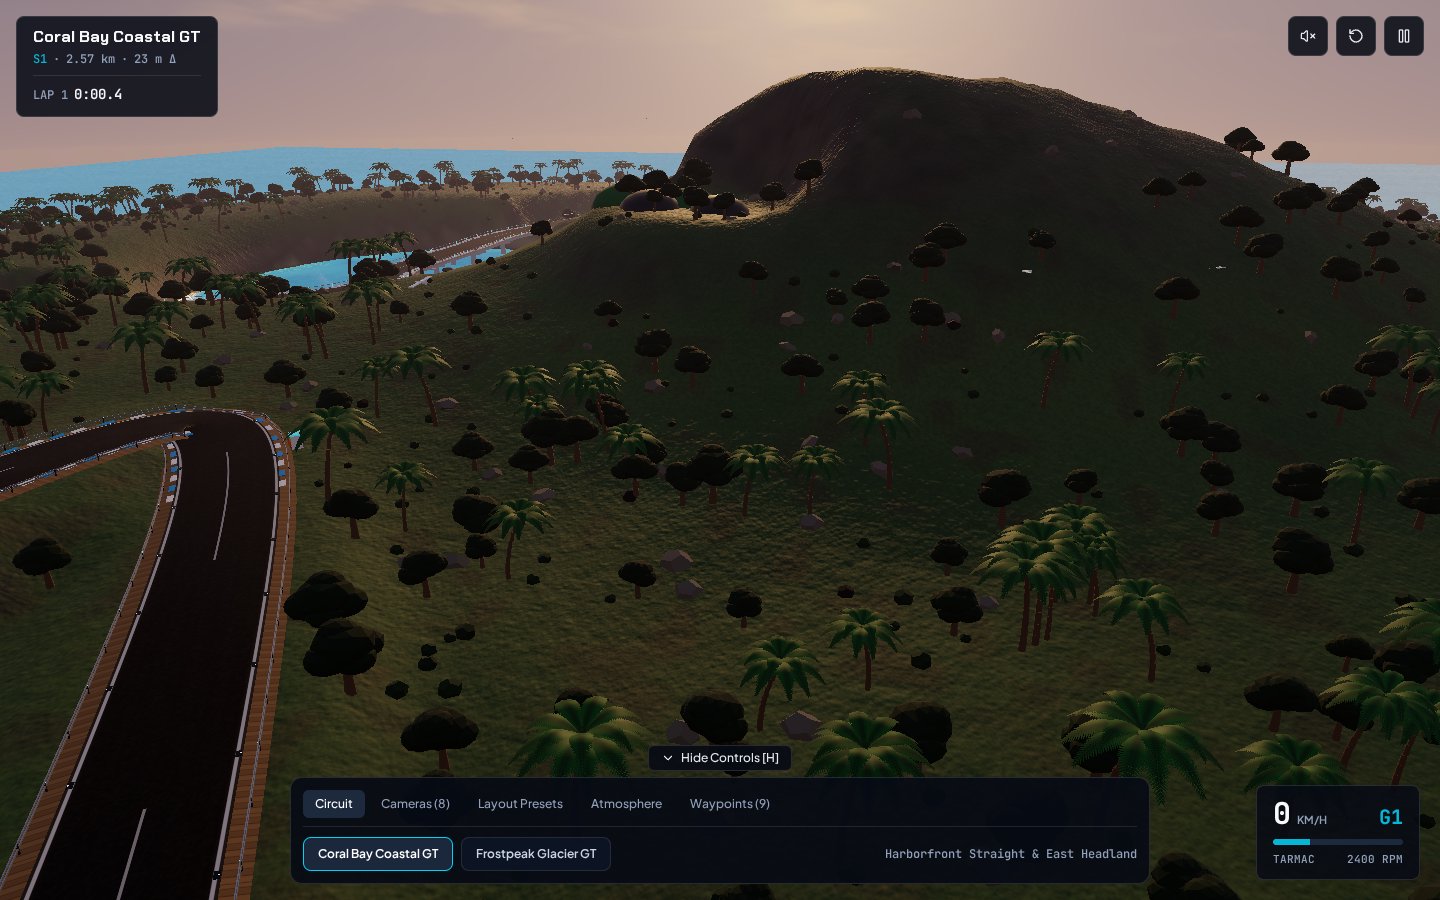 Coral Bay Coastal GT
S1 · 2.57 km · 23 m Δ
LAP 1 0:00.4
Hide Controls [H]
Circuit Cameras (8) Layout Presets Atmosphere Waypoints (9)
Coral Bay Coastal GT Frostpeak Glacier GT Harborfront Straight & East Headland
0 KM/H G1
TARMAC 2400 RPM